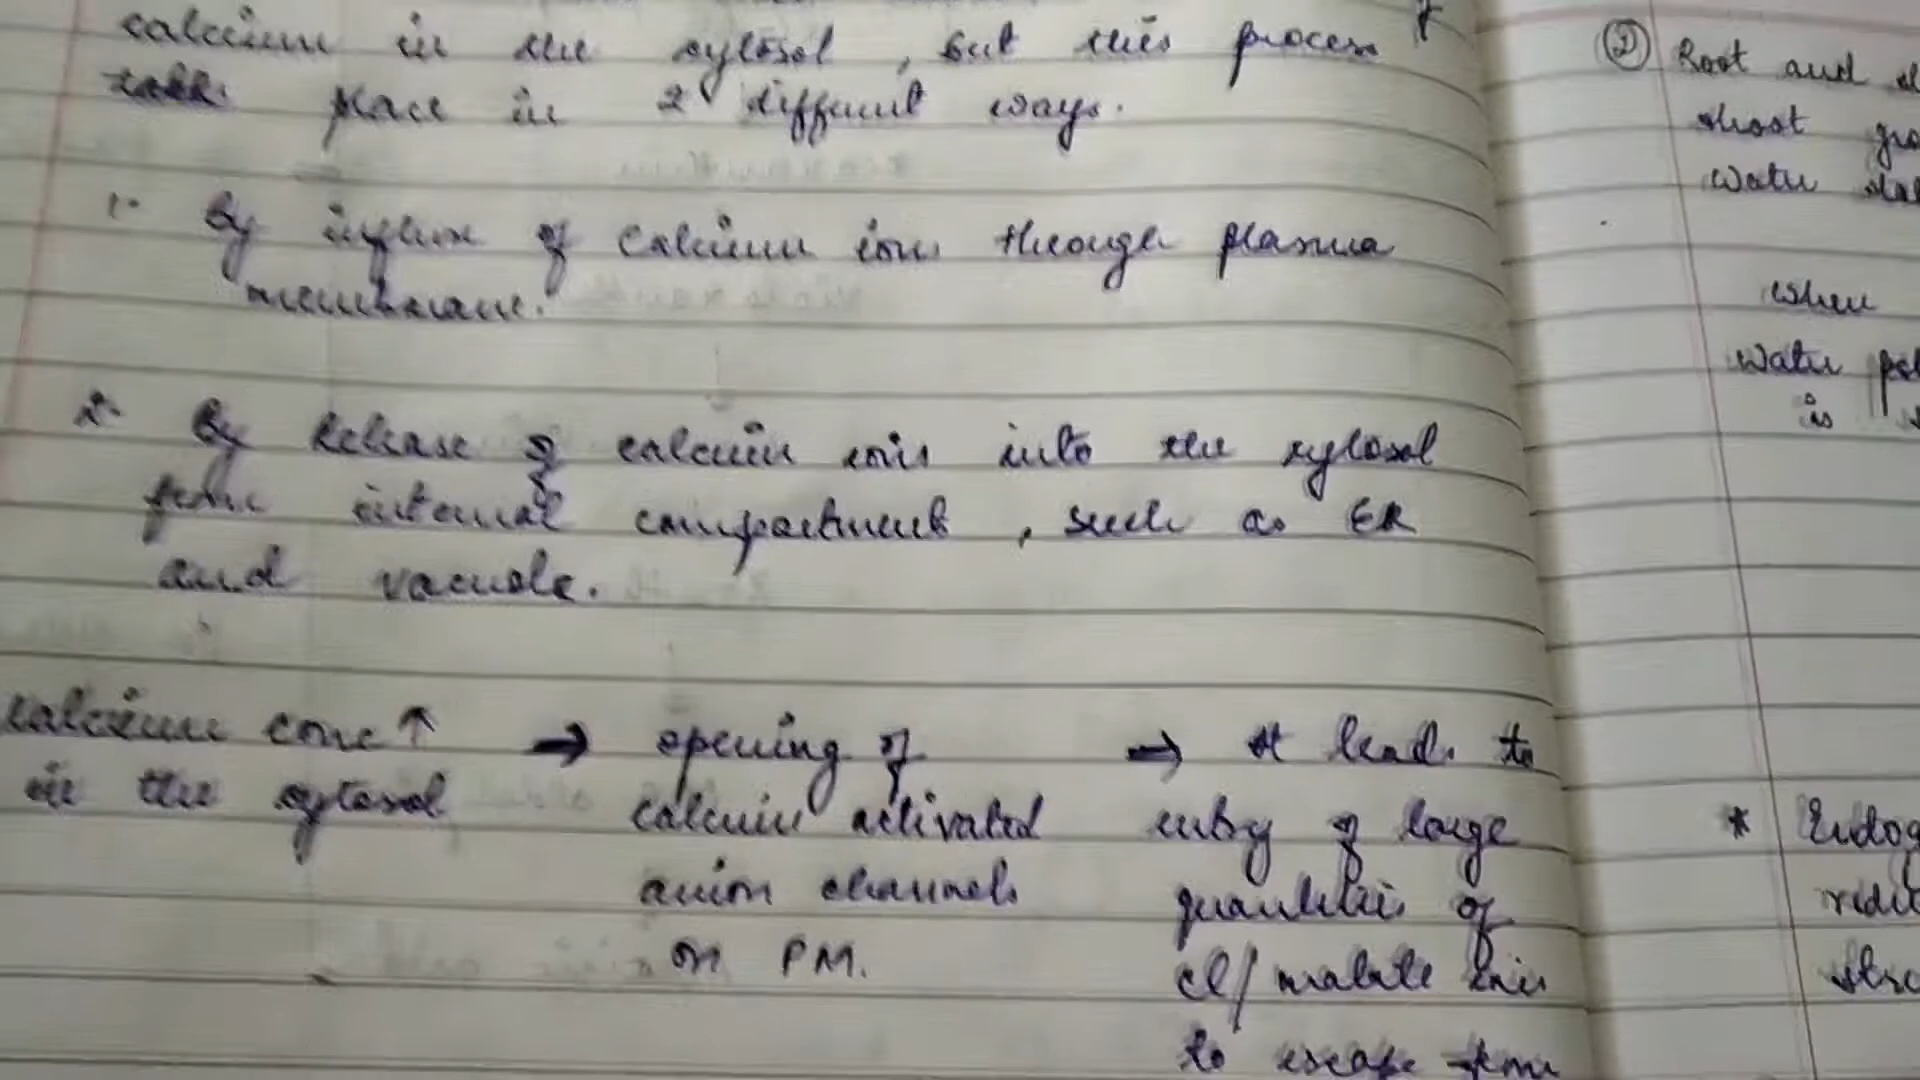 calcium in the cytosol, but this process
take place in 2 different ways.
1. By influx of calcium ions through plasma
membrane.
2. By Release of calcium ions into the cytosol
from internal compartments, such as ER
and vacuole.
calcium conc ↑ → opening of → It leads to
in the cytosol calcium activated entry of large
anion channels quantities of
on PM. cl/malate ions
to escape from
② Root and
shoot
Water
when
Water
is
*